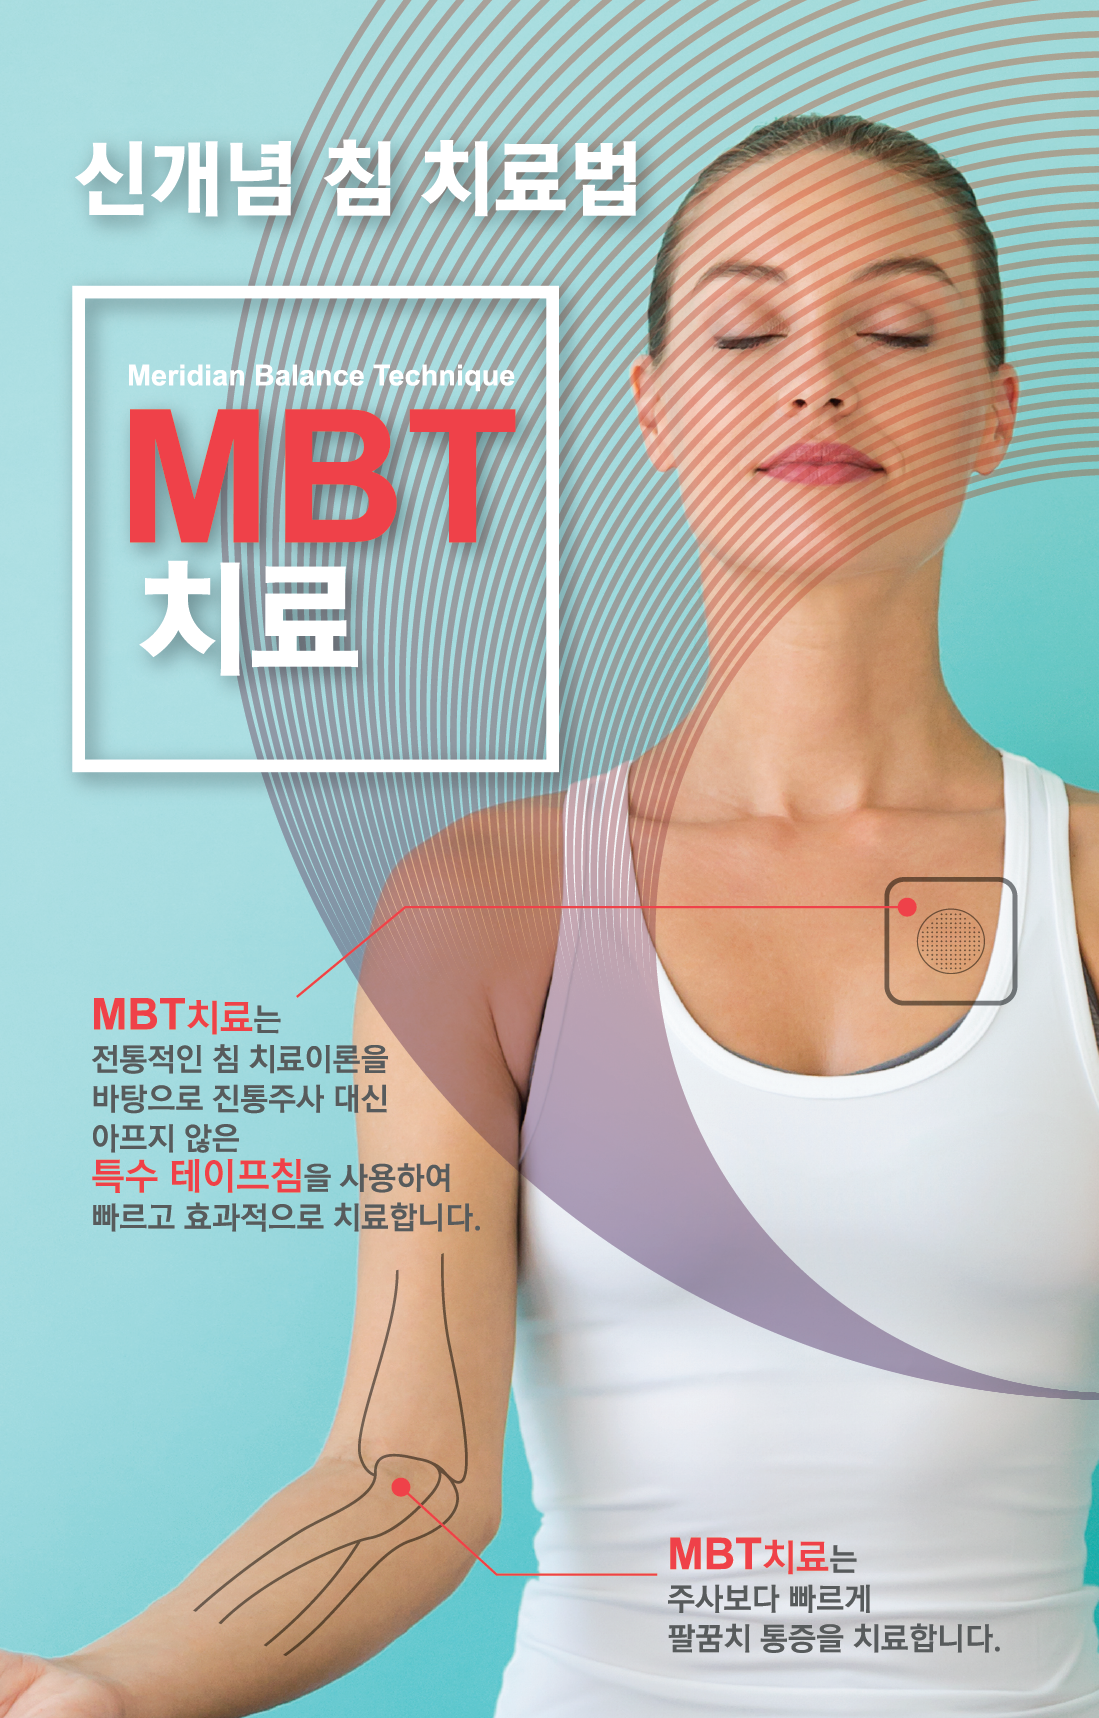 신개념 침 치료법
Meridian Balance Technique
MBT
치료
MBT치료는
전통적인 침 치료이론을
바탕으로 진통주사 대신
아프지 않은
특수 테이프침을 사용하여
빠르고 효과적으로 치료합니다.
MBT치료는
주사보다 빠르게
팔꿈치 통증을 치료합니다.